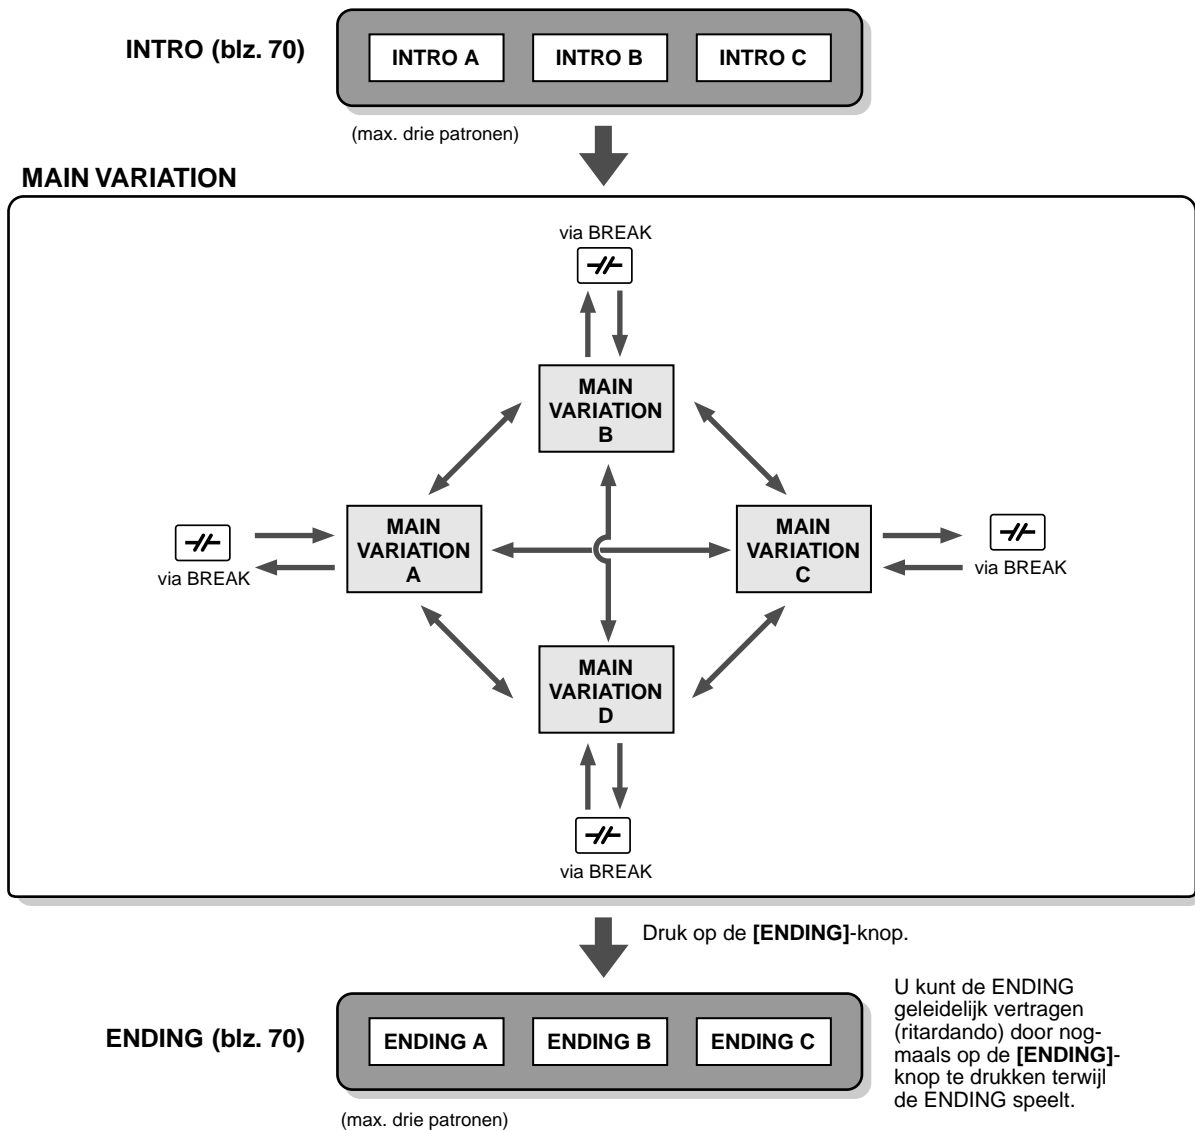 INTRO (blz. 70)
INTRO A
INTRO B
INTRO C
(max. drie patronen)
MAIN VARIATION
via BREAK
MAIN
VARIATION
B
MAIN
VARIATION
A
MAIN
VARIATION
C
via BREAK
via BREAK
MAIN
VARIATION
D
via BREAK
Druk op de [ENDING]-knop.
ENDING (blz. 70)
ENDING A
ENDING B
ENDING C
(max. drie patronen)
U kunt de ENDING
geleidelijk vertragen
(ritardando) door nog-
maals op de [ENDING]-
knop te drukken terwijl
de ENDING speelt.